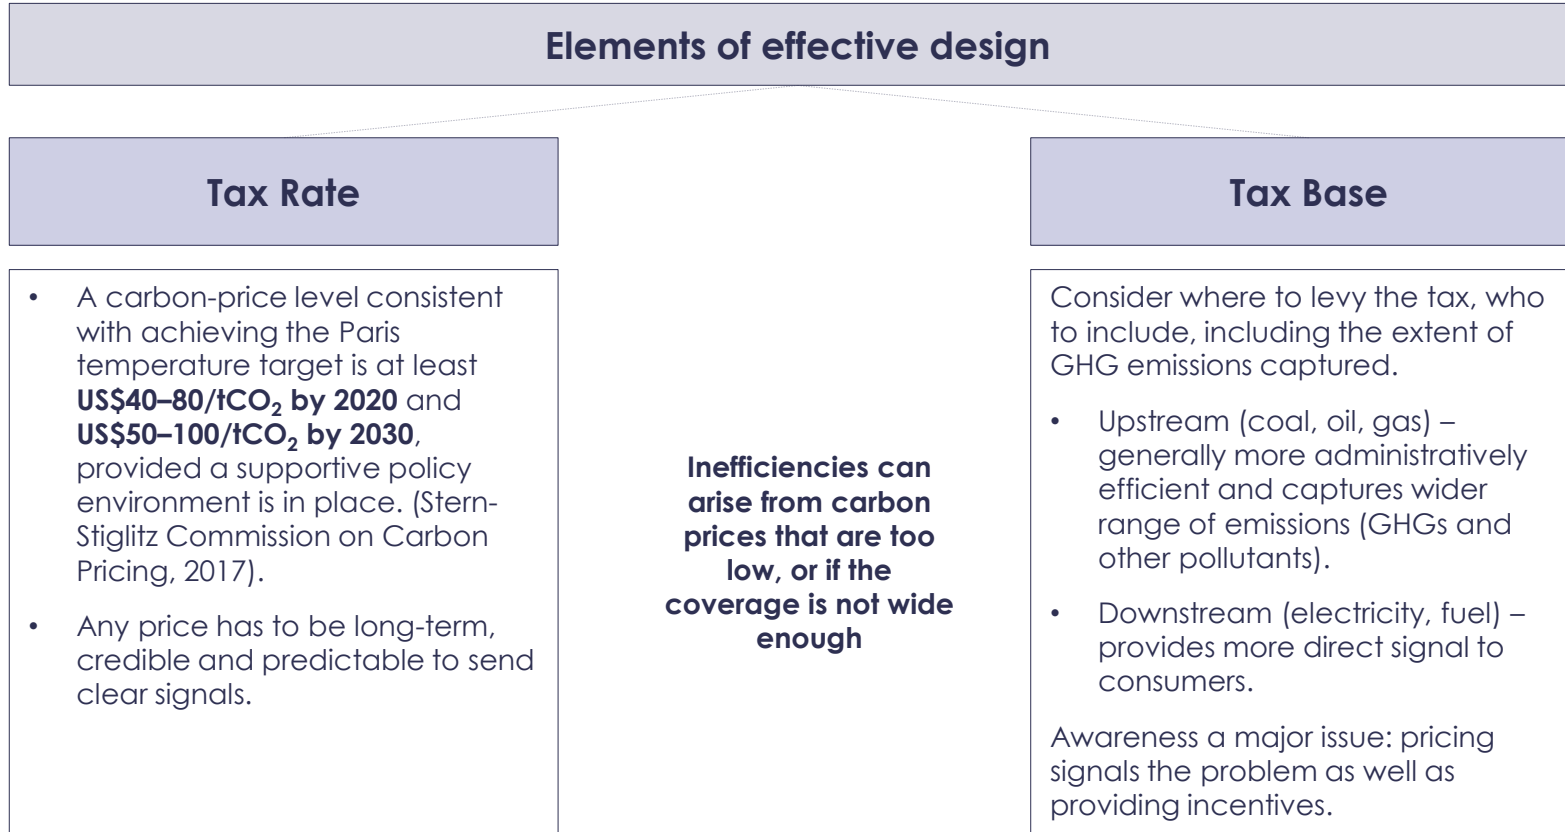 Elements of effective design
Tax Rate
• A carbon-price level consistent
with achieving the Paris
temperature target is at least
US$40–80/tCO₂ by 2020 and
US$50–100/tCO₂ by 2030,
provided a supportive policy
environment is in place. (Stern-
Stiglitz Commission on Carbon
Pricing, 2017).
• Any price has to be long-term,
credible and predictable to send
clear signals.
Inefficiencies can
arise from carbon
prices that are too
low, or if the
coverage is not wide
enough
Tax Base
Consider where to levy the tax, who
to include, including the extent of
GHG emissions captured.
• Upstream (coal, oil, gas) –
generally more administratively
efficient and captures wider
range of emissions (GHGs and
other pollutants).
• Downstream (electricity, fuel) –
provides more direct signal to
consumers.
Awareness a major issue: pricing
signals the problem as well as
providing incentives.